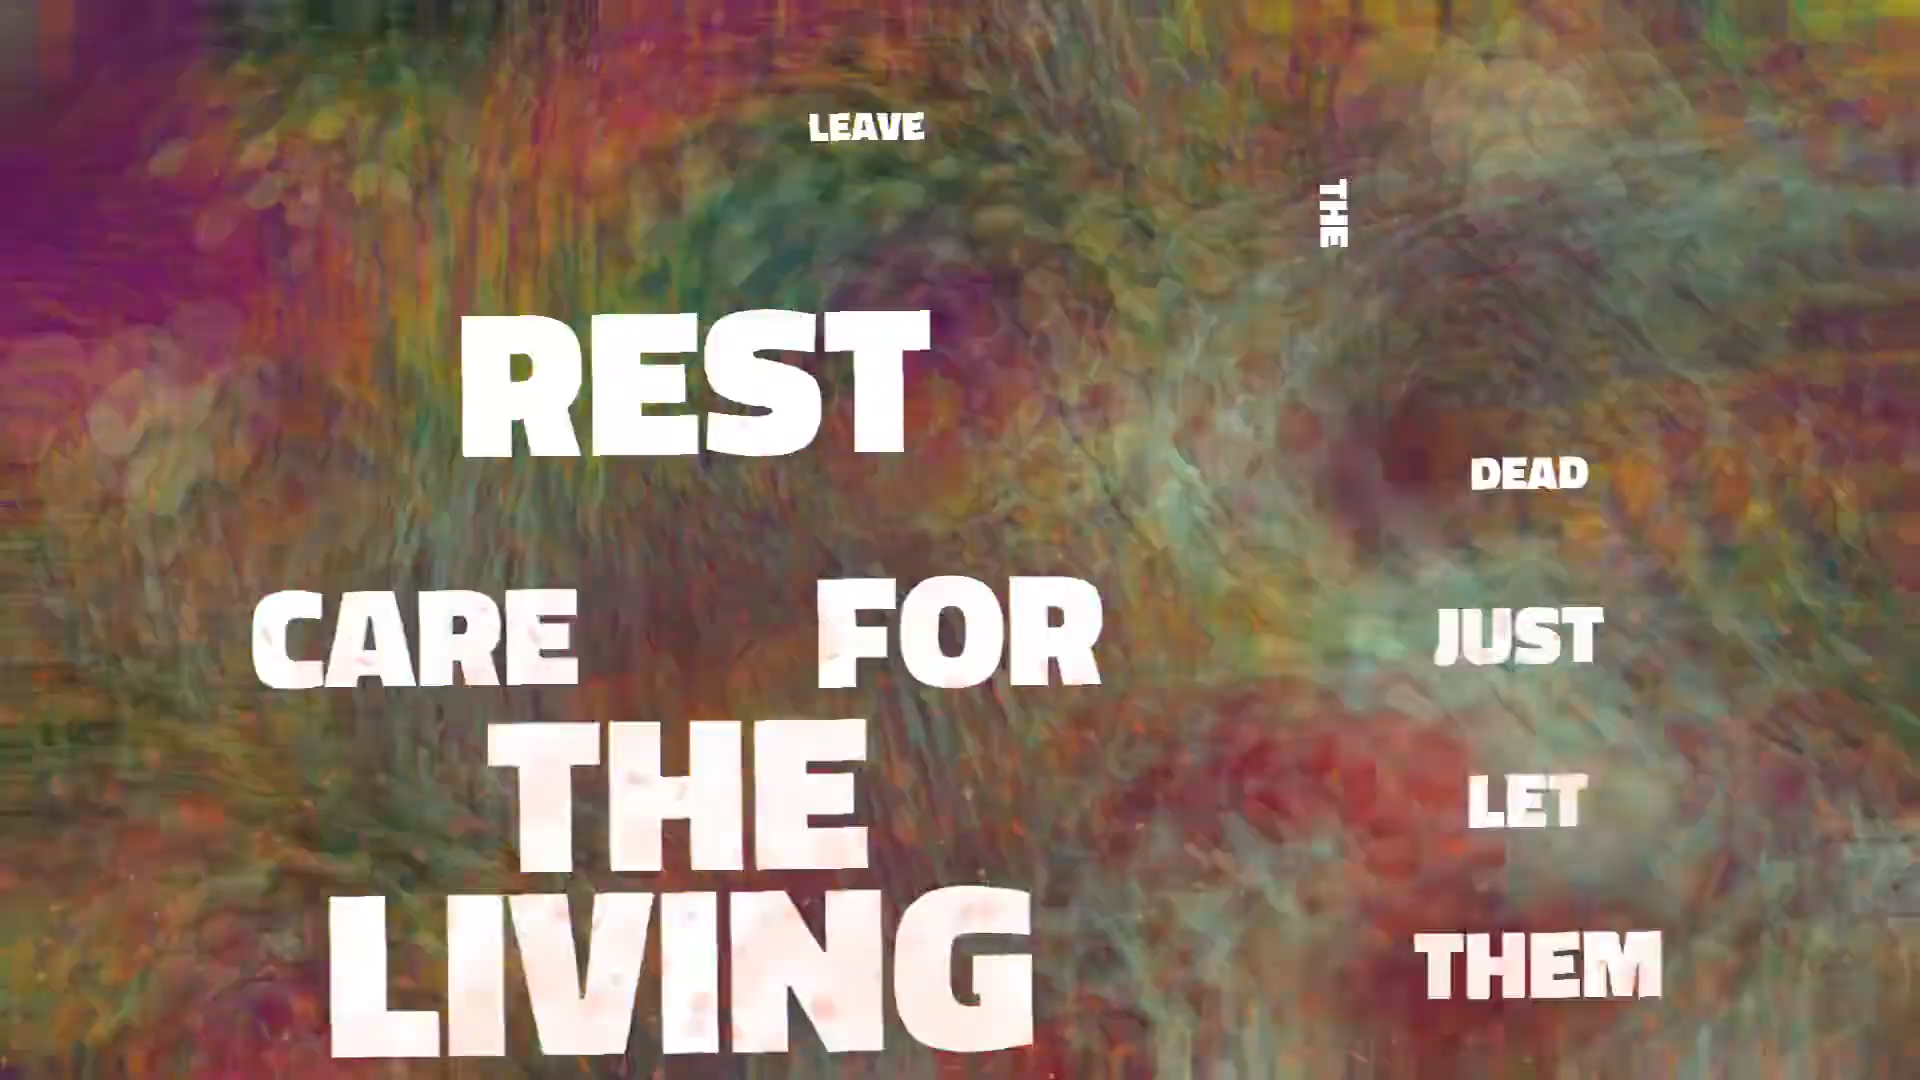 LEAVE
THE
DEAD
JUST
LET
THEM
REST
CARE FOR
THE
LIVING